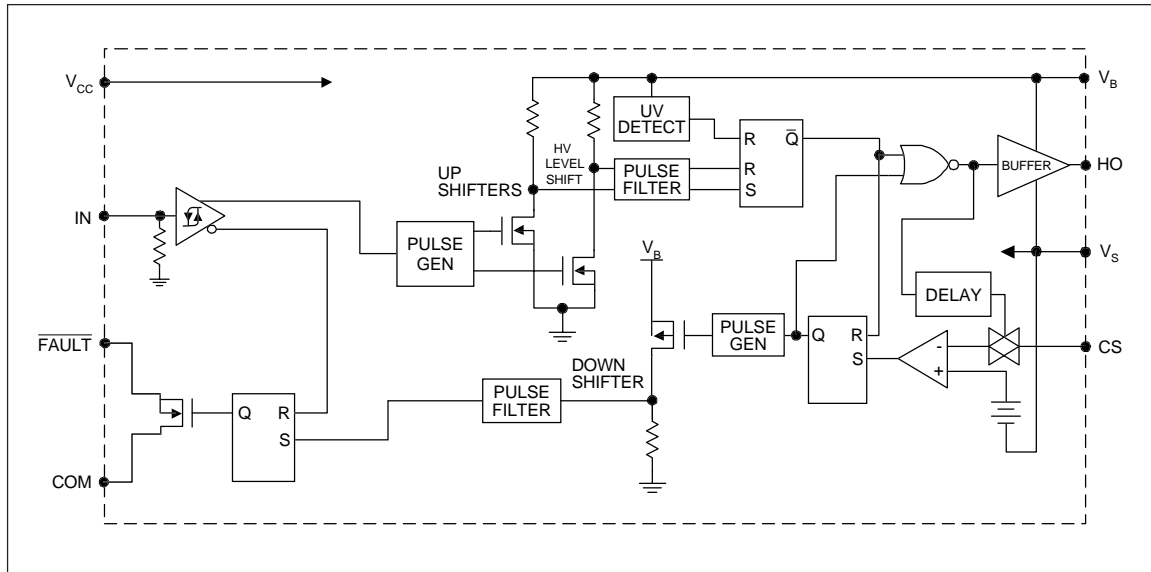 V_CC
V_B
UV
DETECT
R
Q̅
HV
LEVEL
SHIFT
UP
SHIFTERS
PULSE
FILTER
R
S
BUFFER
HO
IN
PULSE
GEN
V_B
V_S
DELAY
FAULT
PULSE
GEN
Q
R
S
-
+
CS
DOWN
SHIFTER
PULSE
FILTER
Q
R
S
COM